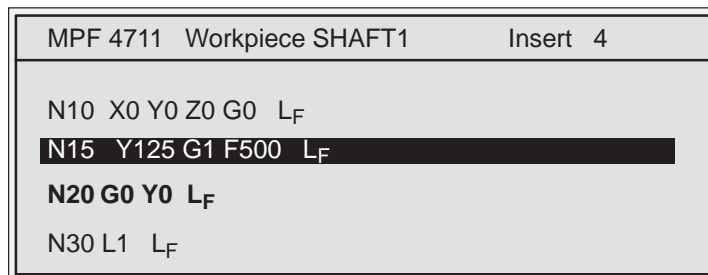 MPF 4711 Workpiece SHAFT1 Insert 4
N10 X0 Y0 Z0 G0 LF
N15 Y125 G1 F500 LF
N20 G0 Y0 LF
N30 L1 LF